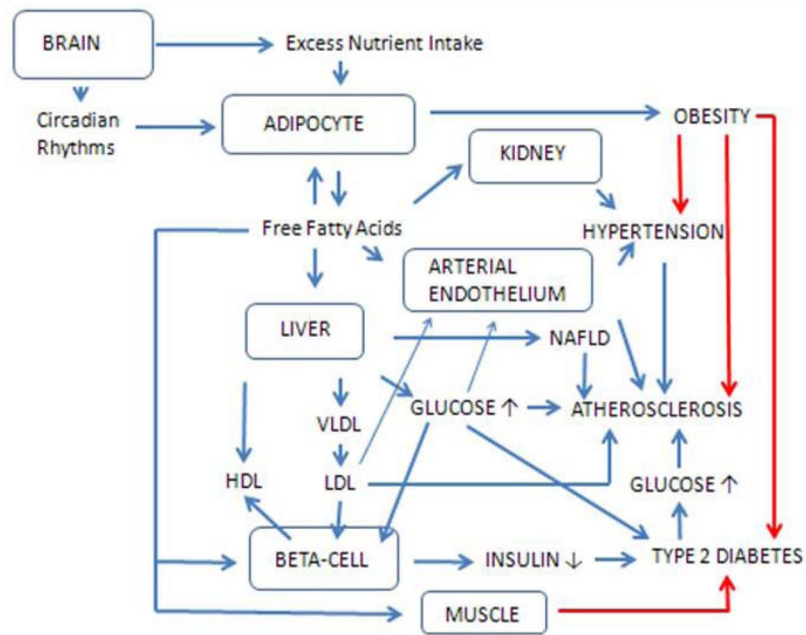 BRAIN
Excess Nutrient Intake
Circadian
Rhythms
ADIPOCYTE
OBESITY
KIDNEY
Free Fatty Acids
HYPERTENSION
ARTERIAL
ENDOTHELIUM
LIVER
NAFLD
VLDL
GLUCOSE ↑
ATHEROSCLEROSIS
HDL
LDL
GLUCOSE ↑
BETA-CELL
INSULIN ↓
TYPE 2 DIABETES
MUSCLE